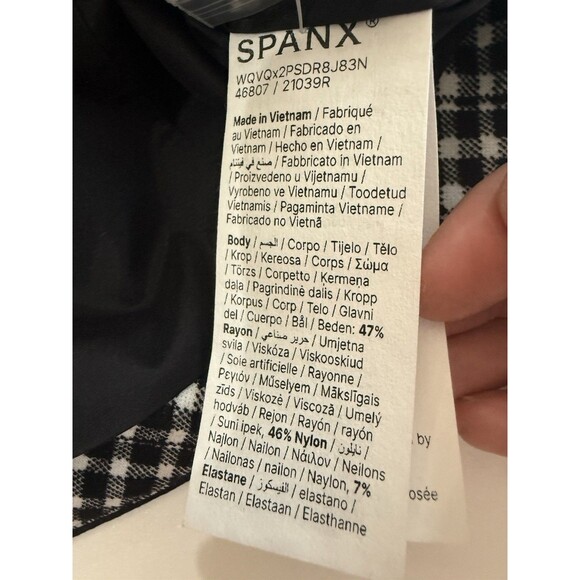 SPANX®
WQVQx2PSDR8J83N
46807 / 21039R
Made in Vietnam / Fabriqué
au Vietnam / Fabricado en
Vietnam / Hecho en Vietnam /
صنع في فيتنام / Fabbricato in Vietnam
/ Proizvedeno u Vijetnamu /
Vyrobeno ve Vietnamu / Toodetud
Vietnamis / Pagaminta Vietname /
Fabricado no Vietnã
Body / الجسم / Corpo / Tijelo / Tělo
/ Krop / Kereosa / Corps / Σώμα
/ Törzs / Corpetto / Ķermeņa
daļa / Pagrindinė dalis / Kropp
/ Korpus / Corp / Telo / Glavni
del / Cuerpo / Bål / Beden: 47%
Rayon / حرير صناعي / Umjetna
svila / Viskóza / Viskooskiud
/ Soie artificielle / Rayonne /
Ρεγιόν / Műselyem / Mākslīgais
zīds / Viskozė / Viscoză / Umelý
hodváb / Rejon / Rayón / rayon
/ Suni ipek, 46% Nylon / نايلون /
Najlon / Nailon / Νάιλον / Neilons
/ Nailonas / nailon / Naylon, 7%
Elastane / الفيسكوز / elastano /
Elastan / Elastaan / Elasthanne
by
osée